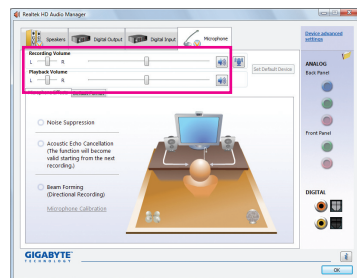 Realtek HD Audio Manager
Speakers
Digital Output
Digital Input
Microphone
Device advanced
settings
Recording Volume
L
R
Playback Volume
L
R
Set Default Device
ANALOG
Back Panel
Noise Suppression
Acoustic Echo Cancellation
(The function will become
valid starting from the next
recording.)
Front Panel
Beam Forming
(Directional Recording)
Microphone Calibration
DIGITAL
GIGABYTE
TECHNOLOGY
i
OK